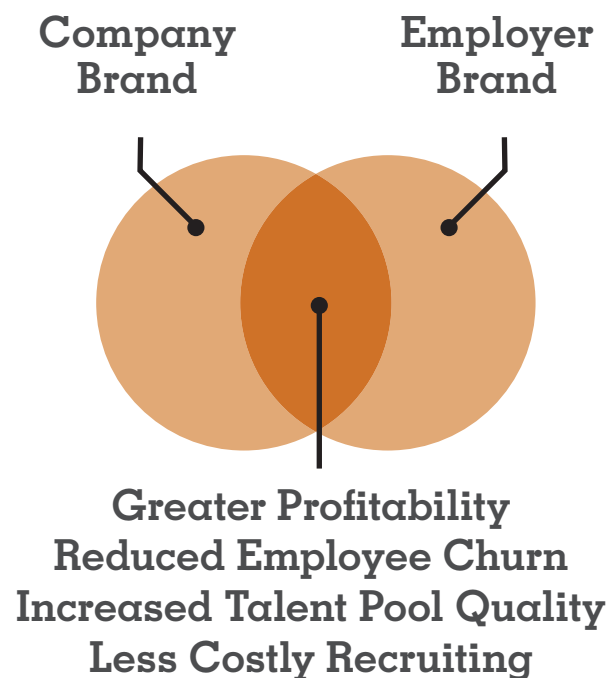 Company
Brand
Employer
Brand
Greater Profitability
Reduced Employee Churn
Increased Talent Pool Quality
Less Costly Recruiting